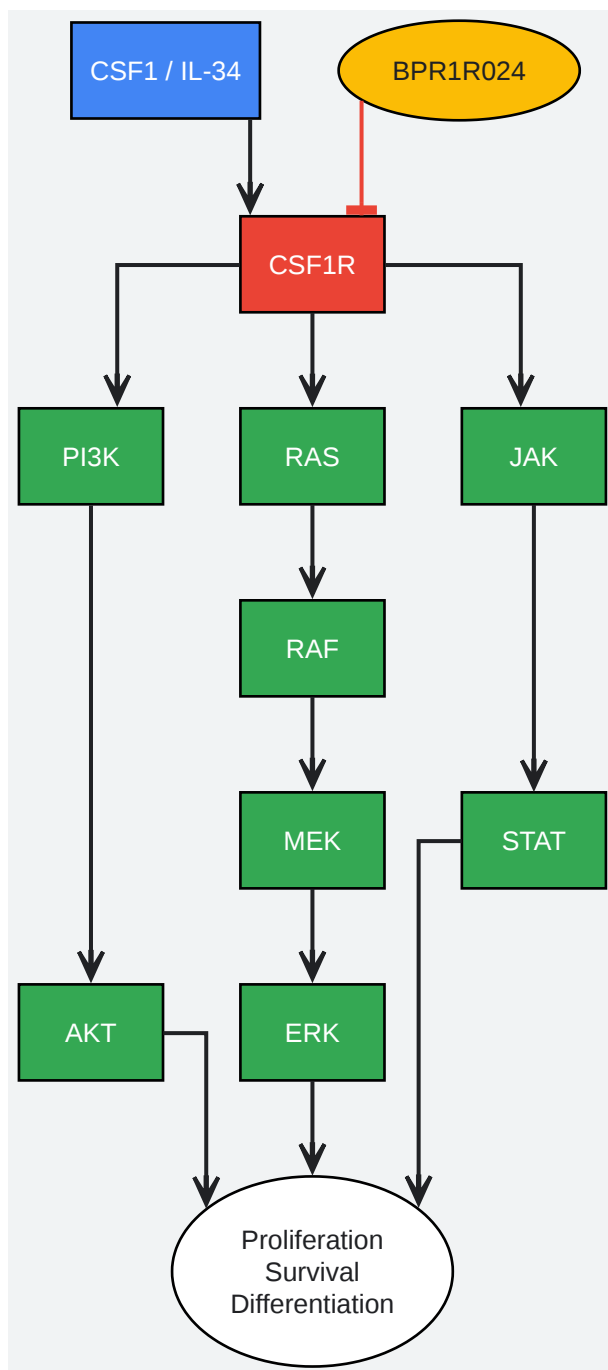 CSF1 / IL-34
BPR1R024
CSF1R
PI3K
RAS
JAK
RAF
MEK
STAT
AKT
ERK
Proliferation
Survival
Differentiation